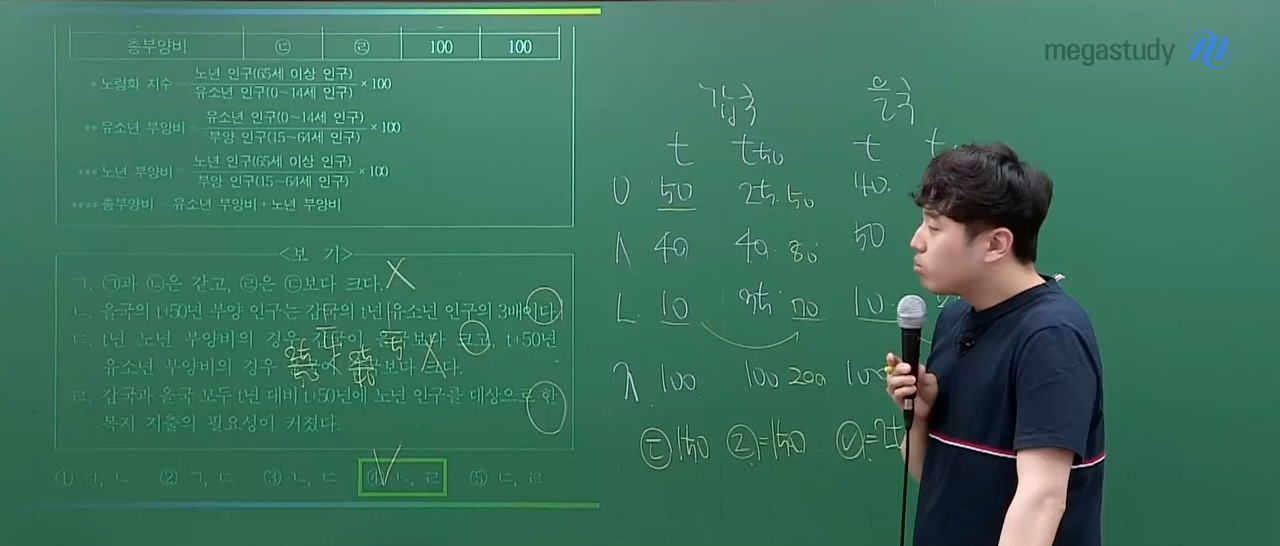 총부양비 ㉢ ㉣ 100 100
megastudy
* 노령화 지수 = 노년 인구(65세 이상 인구) / 유소년 인구(0~14세 인구) × 100
** 유소년 부양비 = 유소년 인구(0~14세 인구) / 부양 인구(15~64세 인구) × 100
*** 노년 부양비 = 노년 인구(65세 이상 인구) / 부양 인구(15~64세 인구) × 100
**** 총부양비 = 유소년 부양비 + 노년 부양비
<보 기>
ㄱ. ㉠과 ㉡은 같고, ㉣은 ㉢보다 크다. X
ㄴ. 을국의 t+50년 부양 인구는 갑국의 t년 유소년 인구의 3배이다.
ㄷ. t년 노년 부양비의 경우 갑국이 을국보다 크고, t+50년
유소년 부양비의 경우 보다 크다.
ㄹ. 갑국과 을국 모두 t년 대비 t+50년에 노년 인구를 대상으로 한
복지 지출의 필요성이 커졌다.
① ㄱ, ㄴ ② ㄱ, ㄷ ③ ㄴ, ㄷ ④ ㄴ, ㄹ ⑤ ㄷ, ㄹ
갑국 을국
t t+50 t
50 25 50 40
40 40 80 50
10 35 70 10
100 100 200 100
㉢ 150 ㉣=150